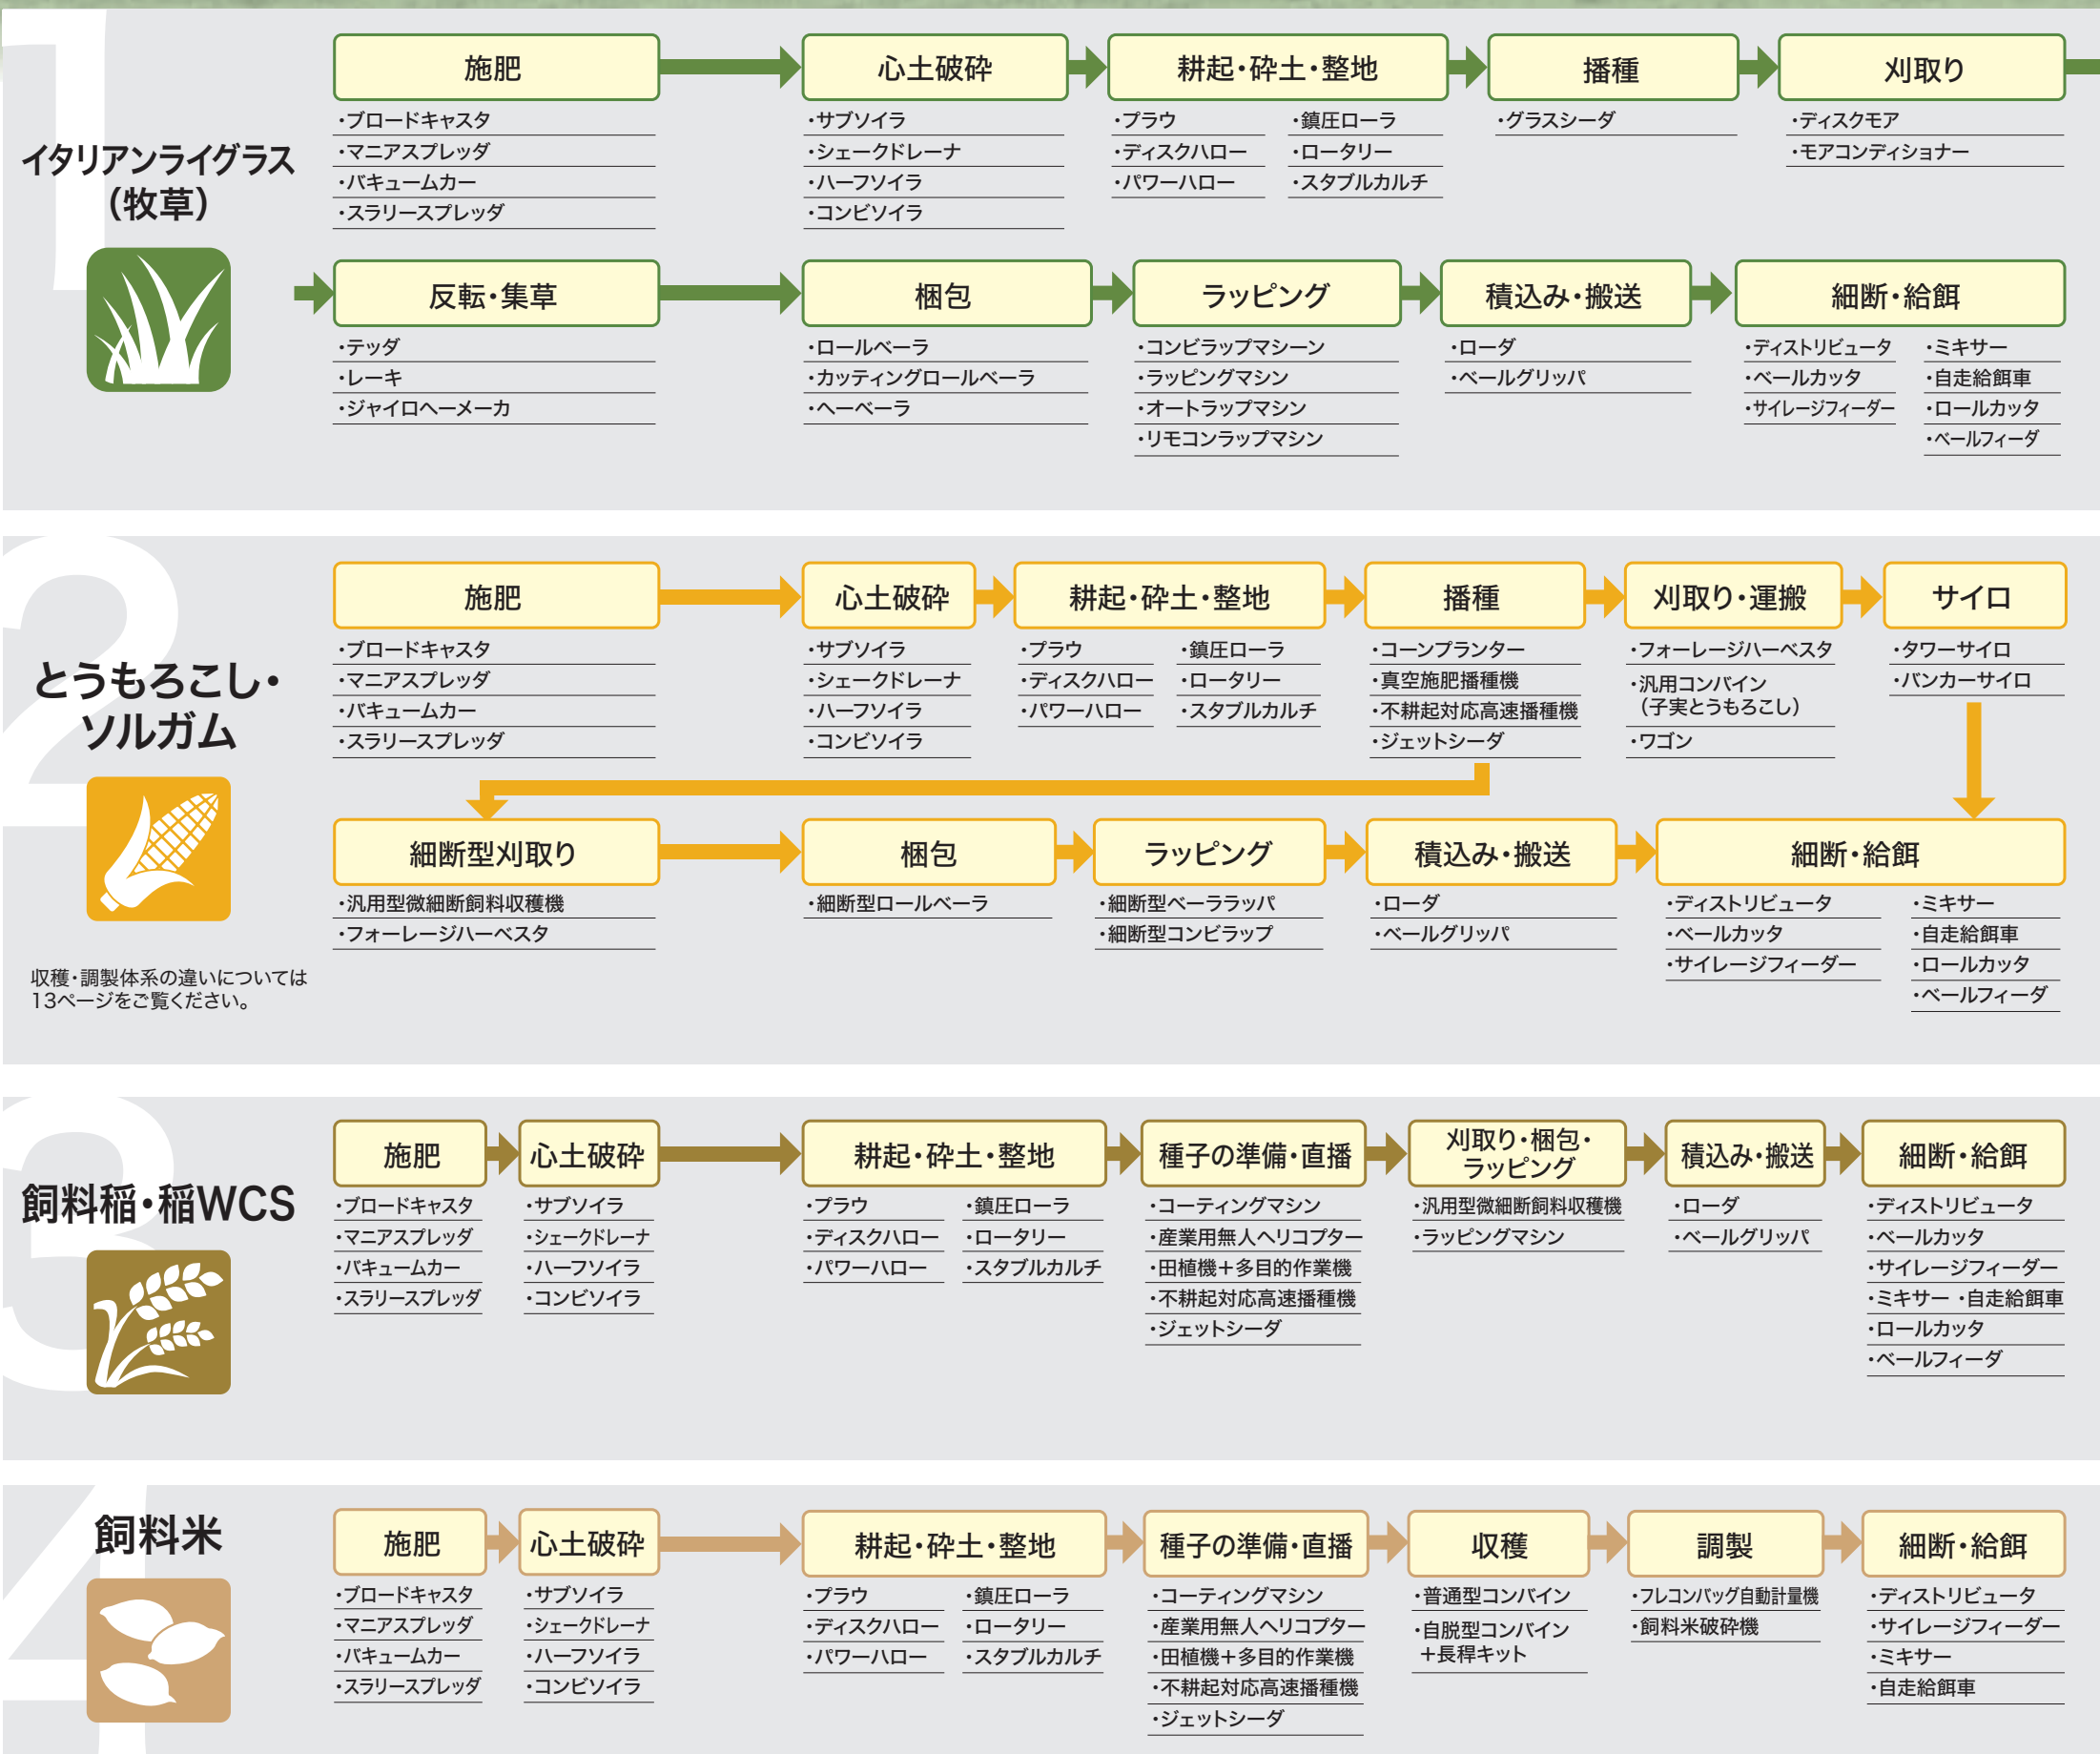 1
イタリアンライグラス
（牧草）
施肥
・ブロードキャスタ
・マニアスプレッダ
・バキュームカー
・スラリースプレッダ
心土破砕
・サブソイラ
・シェークドレーナ
・ハーフソイラ
・コンビソイラ
耕起・砕土・整地
・プラウ
・ディスクハロー
・パワーハロー
・鎮圧ローラ
・ロータリー
・スタブルカルチ
播種
・グラスシーダ
刈取り
・ディスクモア
・モアコンディショナー
反転・集草
・テッダ
・レーキ
・ジャイロヘーメーカ
梱包
・ロールベーラ
・カッティングロールベーラ
・ヘーベーラ
ラッピング
・コンビラップマシーン
・ラッピングマシン
・オートラップマシン
・リモコンラップマシン
積込み・搬送
・ローダ
・ベールグリッパ
細断・給餌
・ディストリビュータ
・ベールカッタ
・サイレージフィーダー
・ミキサー
・自走給餌車
・ロールカッタ
・ベールフィーダ
2
とうもろこし・
ソルガム
収穫・調製体系の違いについては
13ページをご覧ください。
施肥
・ブロードキャスタ
・マニアスプレッダ
・バキュームカー
・スラリースプレッダ
心土破砕
・サブソイラ
・シェークドレーナ
・ハーフソイラ
・コンビソイラ
耕起・砕土・整地
・プラウ
・ディスクハロー
・パワーハロー
・鎮圧ローラ
・ロータリー
・スタブルカルチ
播種
・コーンプランター
・真空施肥播種機
・不耕起対応高速播種機
・ジェットシーダ
刈取り・運搬
・フォーレージハーベスタ
・汎用コンバイン
（子実とうもろこし）
・ワゴン
サイロ
・タワーサイロ
・バンカーサイロ
細断型刈取り
・汎用型微細断飼料収穫機
・フォーレージハーベスタ
梱包
・細断型ロールベーラ
ラッピング
・細断型ベーララッパ
・細断型コンビラップ
積込み・搬送
・ローダ
・ベールグリッパ
細断・給餌
・ディストリビュータ
・ベールカッタ
・サイレージフィーダー
・ミキサー
・自走給餌車
・ロールカッタ
・ベールフィーダ
3
飼料稲・稲WCS
施肥
・ブロードキャスタ
・マニアスプレッダ
・バキュームカー
・スラリースプレッダ
心土破砕
・サブソイラ
・シェークドレーナ
・ハーフソイラ
・コンビソイラ
耕起・砕土・整地
・プラウ
・ディスクハロー
・パワーハロー
・鎮圧ローラ
・ロータリー
・スタブルカルチ
種子の準備・直播
・コーティングマシン
・産業用無人ヘリコプター
・田植機＋多目的作業機
・不耕起対応高速播種機
・ジェットシーダ
刈取り・梱包・
ラッピング
・汎用型微細断飼料収穫機
・ラッピングマシン
積込み・搬送
・ローダ
・ベールグリッパ
細断・給餌
・ディストリビュータ
・ベールカッタ
・サイレージフィーダー
・ミキサー ・自走給餌車
・ロールカッタ
・ベールフィーダ
4
飼料米
施肥
・ブロードキャスタ
・マニアスプレッダ
・バキュームカー
・スラリースプレッダ
心土破砕
・サブソイラ
・シェークドレーナ
・ハーフソイラ
・コンビソイラ
耕起・砕土・整地
・プラウ
・ディスクハロー
・パワーハロー
・鎮圧ローラ
・ロータリー
・スタブルカルチ
種子の準備・直播
・コーティングマシン
・産業用無人ヘリコプター
・田植機＋多目的作業機
・不耕起対応高速播種機
・ジェットシーダ
収穫
・普通型コンバイン
・自脱型コンバイン
＋長稈キット
調製
・フレコンバッグ自動計量機
・飼料米破砕機
細断・給餌
・ディストリビュータ
・サイレージフィーダー
・ミキサー
・自走給餌車